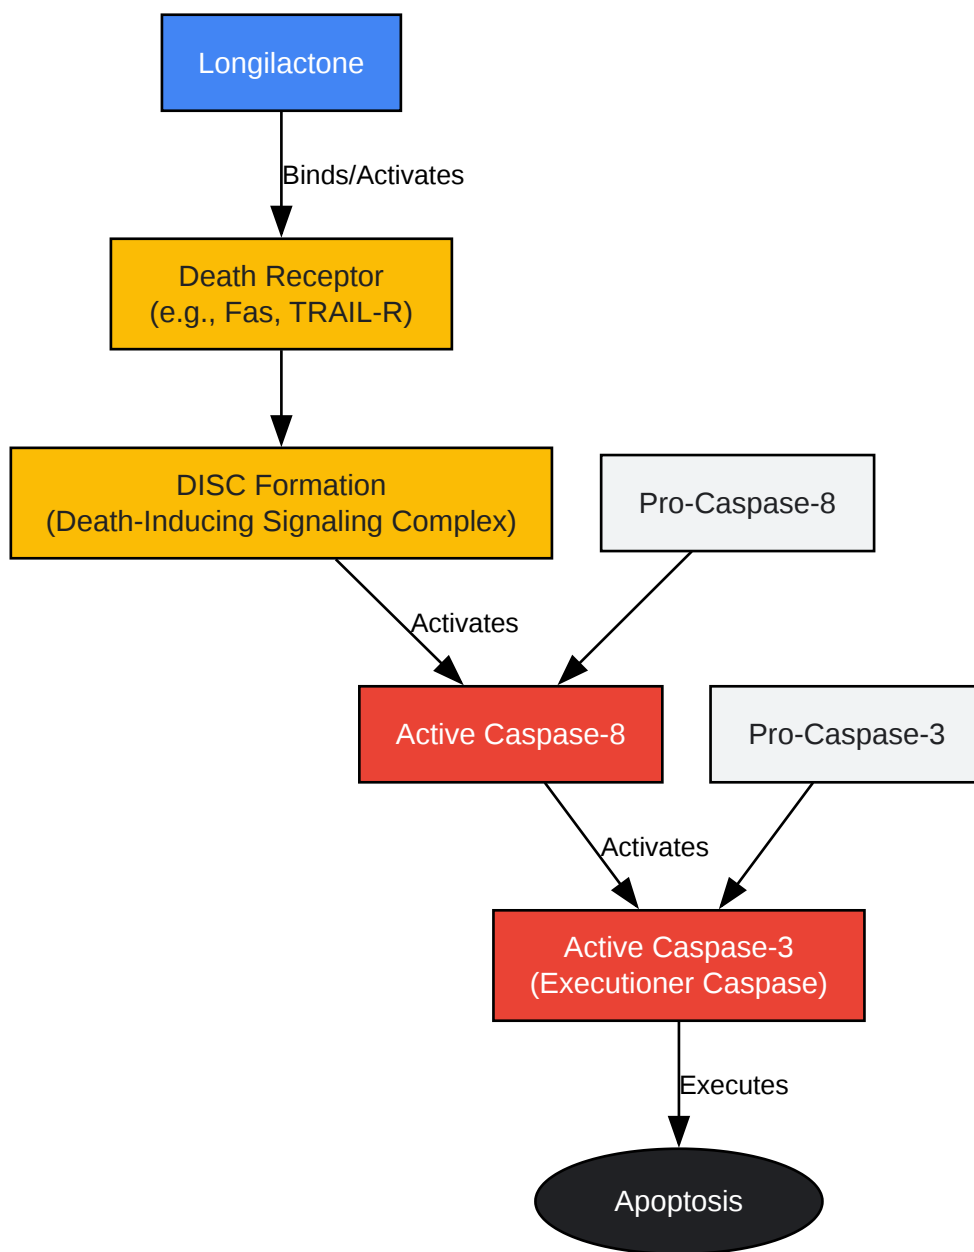 Longilactone
Binds/Activates
Death Receptor
(e.g., Fas, TRAIL-R)
DISC Formation
(Death-Inducing Signaling Complex)
Pro-Caspase-8
Activates
Active Caspase-8
Pro-Caspase-3
Activates
Active Caspase-3
(Executioner Caspase)
Executes
Apoptosis